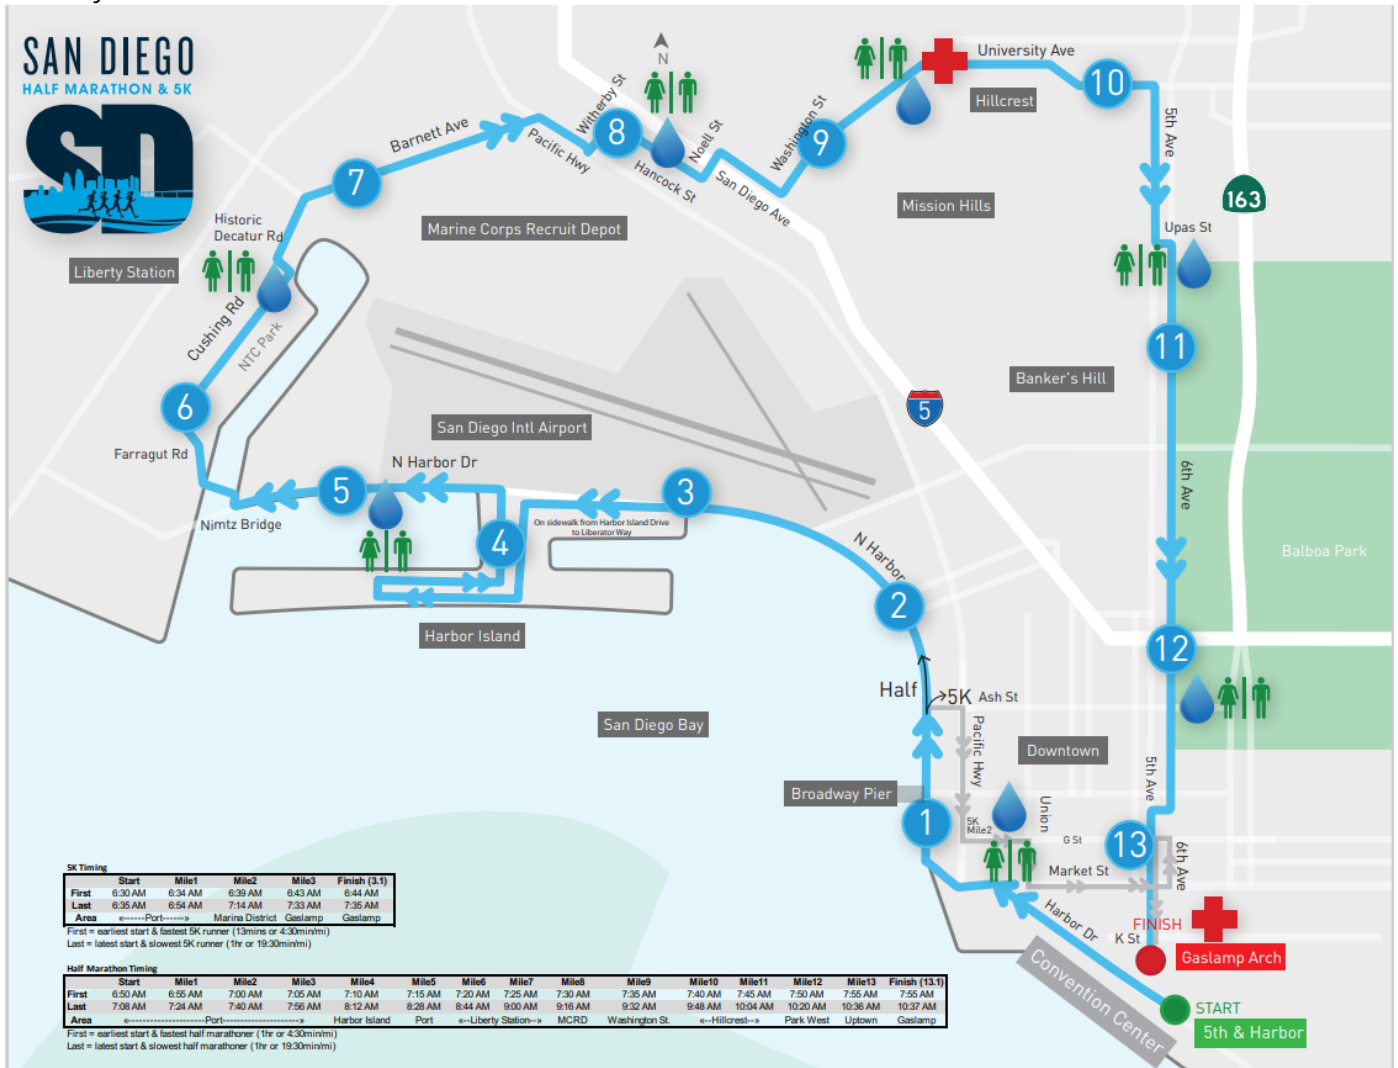 SAN DIEGO
HALF MARATHON & 5K
SD
N
Witherby St
8
Noell St
Hancock St
Pacific Hwy
Barnett Ave
7
San Diego Ave
Washington St
9
University Ave
Hillcrest
10
5th Ave
163
Mission Hills
Upas St
Historic
Decatur Rd
Liberty Station
Marine Corps Recruit Depot
Cushing Rd
NTC Park
6
Farragut Rd
San Diego Intl Airport
N Harbor Dr
5
Nimtz Bridge
4
On sidewalk from Harbor Island Drive
to Liberator Way
3
Harbor Island
N Harbor
2
5
Banker's Hill
11
6th Ave
Balboa Park
12
Half
5K
Ash St
Pacific Hwy
San Diego Bay
Downtown
Broadway Pier
1
5K
Mile2
Union
G St
5th Ave
13
Market St
6th Ave
Harbor Dr
FINISH
K St
Gaslamp Arch
Convention Center
START
5th & Harbor
5K Timing
Start Mile1 Mile2 Mile3 Finish (3.1)
First 6:30 AM 6:34 AM 6:39 AM 6:43 AM 6:44 AM
Last 6:35 AM 6:54 AM 7:14 AM 7:33 AM 7:35 AM
Area «------Port------» Marina District Gaslamp Gaslamp
First = earliest start & fastest 5K runner (13mins or 4:30min/mi)
Last = latest start & slowest 5K runner (1hr or 19:30min/mi)
Half Marathon Timing
Start Mile1 Mile2 Mile3 Mile4 Mile5 Mile6 Mile7 Mile8 Mile9 Mile10 Mile11 Mile12 Mile13 Finish (13.1)
First 6:50 AM 6:55 AM 7:00 AM 7:05 AM 7:10 AM 7:15 AM 7:20 AM 7:25 AM 7:30 AM 7:35 AM 7:40 AM 7:45 AM 7:50 AM 7:55 AM 7:55 AM
Last 7:08 AM 7:24 AM 7:40 AM 7:56 AM 8:12 AM 8:28 AM 8:44 AM 9:00 AM 9:16 AM 9:32 AM 9:48 AM 10:04 AM 10:20 AM 10:36 AM 10:37 AM
Area «--------------------Port--------------------» Harbor Island Port «--Liberty Station--» MCRD Washington St. «--Hillcrest--» Park West Uptown Gaslamp
First = earliest start & fastest half marathoner (1hr or 4:30min/mi)
Last = latest start & slowest half marathoner (1hr or 19:30min/mi)